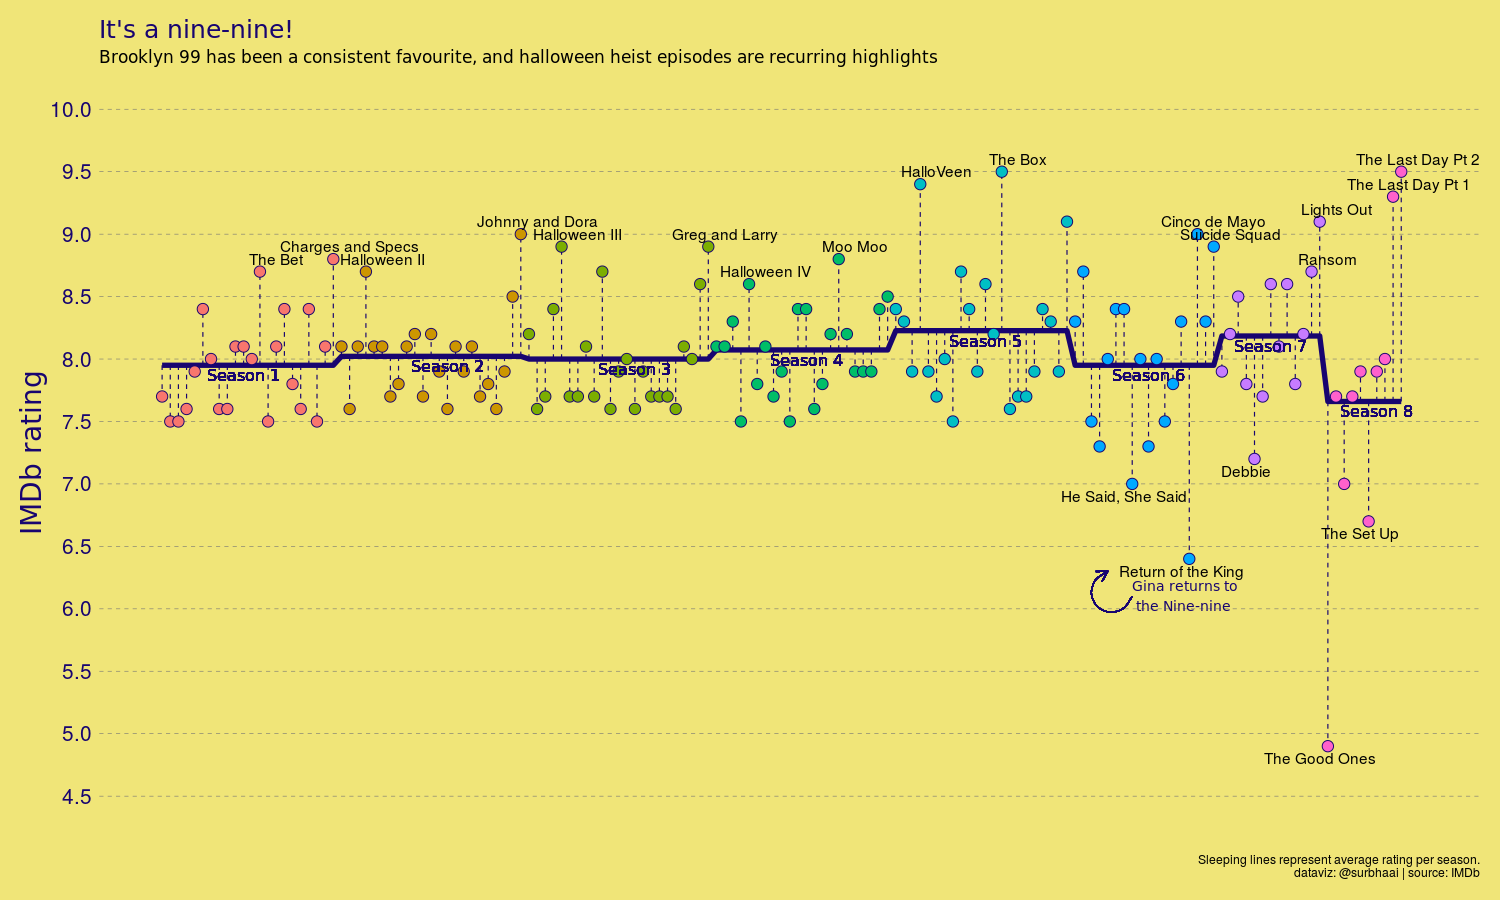 It's a nine-nine!
Brooklyn 99 has been a consistent favourite, and halloween heist episodes are recurring highlights
IMDb rating
10.0
9.5
9.0
8.5
8.0
7.5
7.0
6.5
6.0
5.5
5.0
4.5
The Bet
Charges and Specs
Halloween II
Johnny and Dora
Halloween III
Greg and Larry
Halloween IV
Moo Moo
HalloVeen
The Box
Cinco de Mayo
Suicide Squad
Lights Out
Ransom
The Last Day Pt 2
The Last Day Pt 1
Season 1
Season 2
Season 3
Season 4
Season 5
Season 6
Season 7
Season 8
Debbie
He Said, She Said
The Set Up
Return of the King
Gina returns to
the Nine-nine
The Good Ones
Sleeping lines represent average rating per season.
dataviz: @surbhaai | source: IMDb